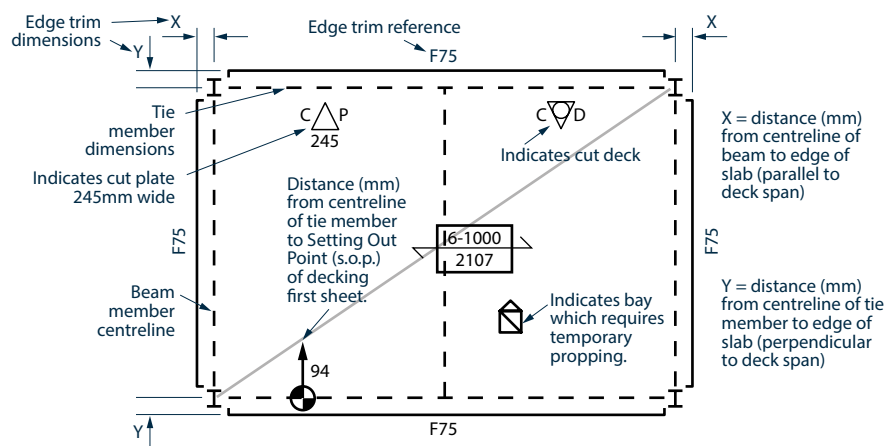 Edge trim
dimensions
X
Y
Edge trim reference
F75
X
Tie
member
dimensions
C P
245
C D
Indicates cut deck
X = distance (mm)
from centreline of
beam to edge of
slab (parallel to
deck span)
Indicates cut plate
245mm wide
Distance (mm)
from centreline
of tie member
to Setting Out
Point (s.o.p.)
of decking
first sheet.
F75
6-1000
2107
F75
Beam
member
centreline
Indicates bay
which requires
temporary
propping.
Y = distance (mm)
from centreline of tie
member to edge of
slab (perpendicular
to deck span)
94
Y
F75